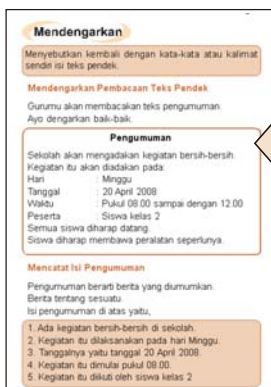 Mendengarkan
Menyebutkan kembali dengan kata-kata atau kalimat
sendiri isi teks pendek.
Mendengarkan Pembacaan Teks Pendek
Gurumu akan membacakan teks pengumuman.
Ayo dengarkan baik-baik.
Pengumuman
Sekolah akan mengadakan kegiatan bersih-bersih.
Kegiatan itu akan diadakan pada:
Hari : Minggu
Tanggal : 20 April 2008
Waktu : Pukul 08.00 sampai dengan 12.00
Peserta : Siswa kelas 2
Semua siswa diharap datang.
Siswa diharap membawa peralatan seperlunya.
Mencatat Isi Pengumuman
Pengumuman berarti berita yang diumumkan.
Berita tentang sesuatu.
Isi pengumuman di atas yaitu,
1. Ada kegiatan bersih-bersih di sekolah.
2. Kegiatan itu dilaksanakan pada hari Minggu.
3. Tanggalnya yaitu tanggal 20 April 2008.
4. Kegiatan itu dimulai pukul 08.00.
5. Kegiatan itu diikuti oleh siswa kelas 2